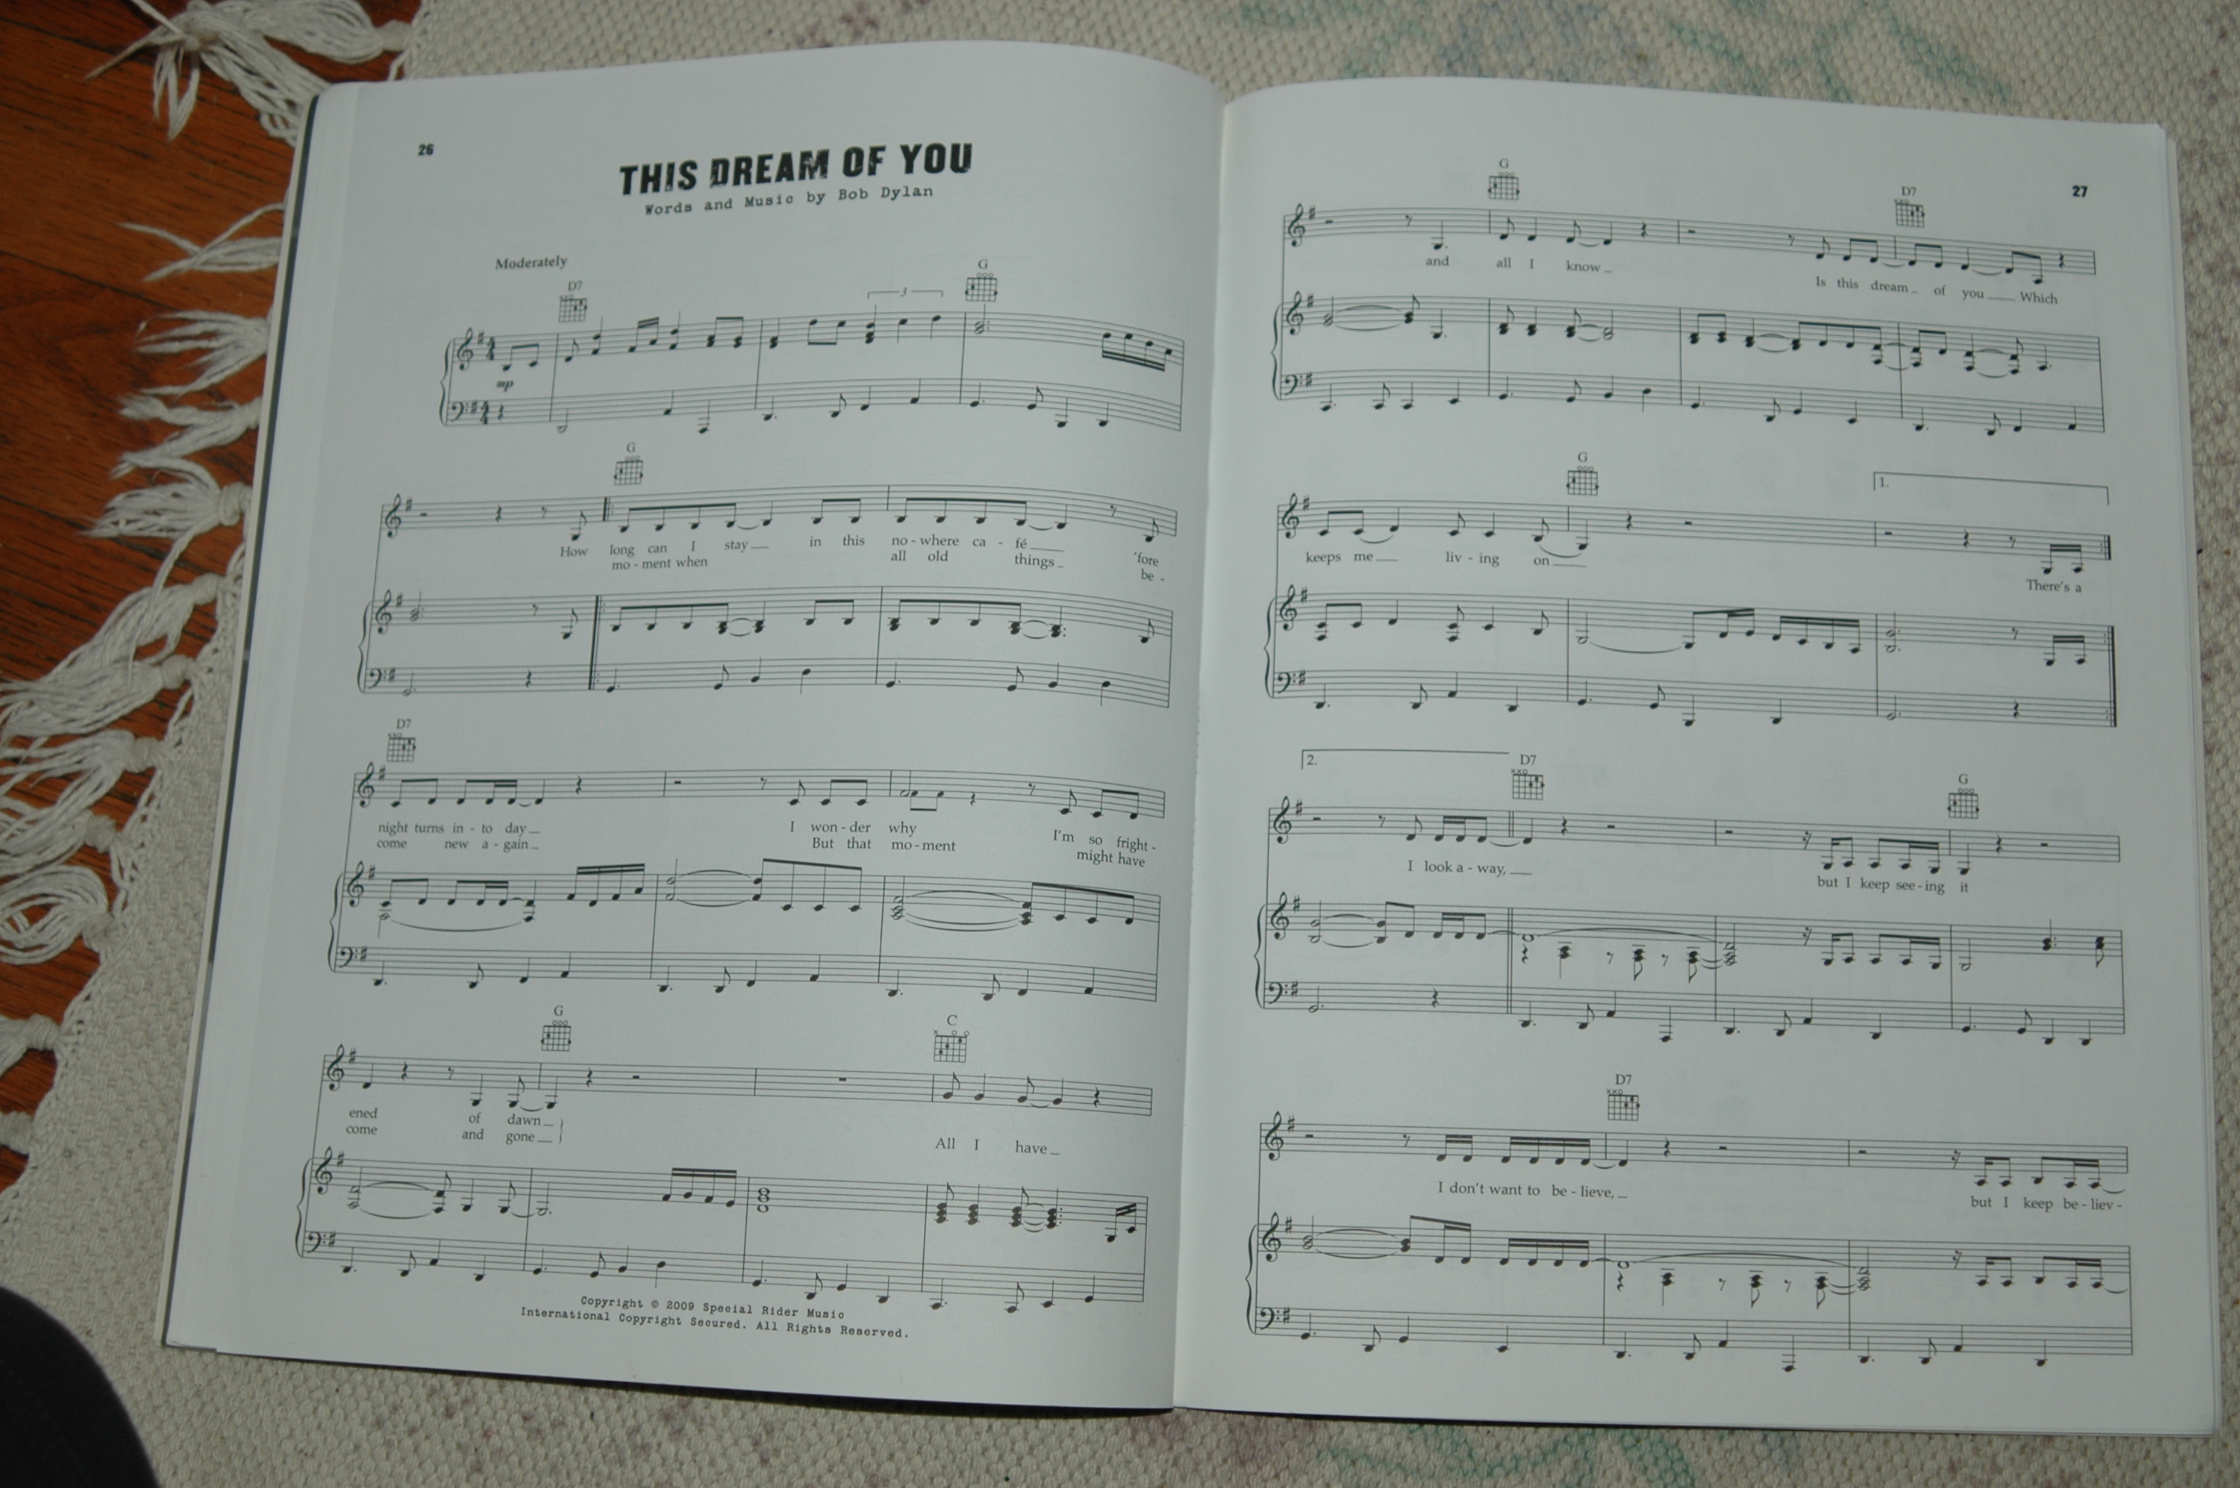 26
THIS DREAM OF YOU
Words and Music by Bob Dylan
Moderately
D7 G
3
mp
G
How long can I stay in this no - where ca - fé 'fore
mo - ment when all old things be -
D7
night turns in - to day I won - der why I'm so fright -
come new a - gain But that mo - ment might have
G C
ened of dawn
come and gone
All I have
Copyright © 2009 Special Rider Music
International Copyright Secured. All Rights Reserved.
27
G D7
and all I know Is this dream of you Which
G
1.
keeps me liv - ing on There's a
2.
D7 G
I look a - way, but I keep see - ing it
D7
I don't want to be - lieve, but I keep be - liev -